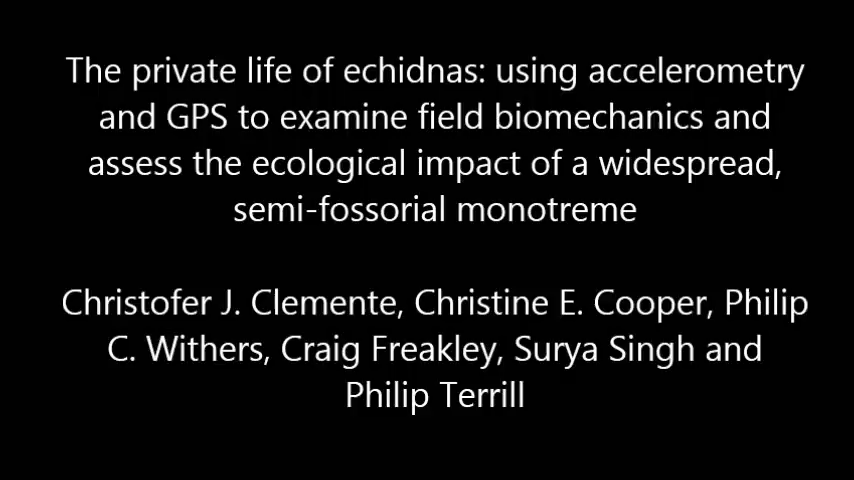 The private life of echidnas: using accelerometry
and GPS to examine field biomechanics and
assess the ecological impact of a widespread,
semi-fossorial monotreme
Christofer J. Clemente, Christine E. Cooper, Philip
C. Withers, Craig Freakley, Surya Singh and
Philip Terrill